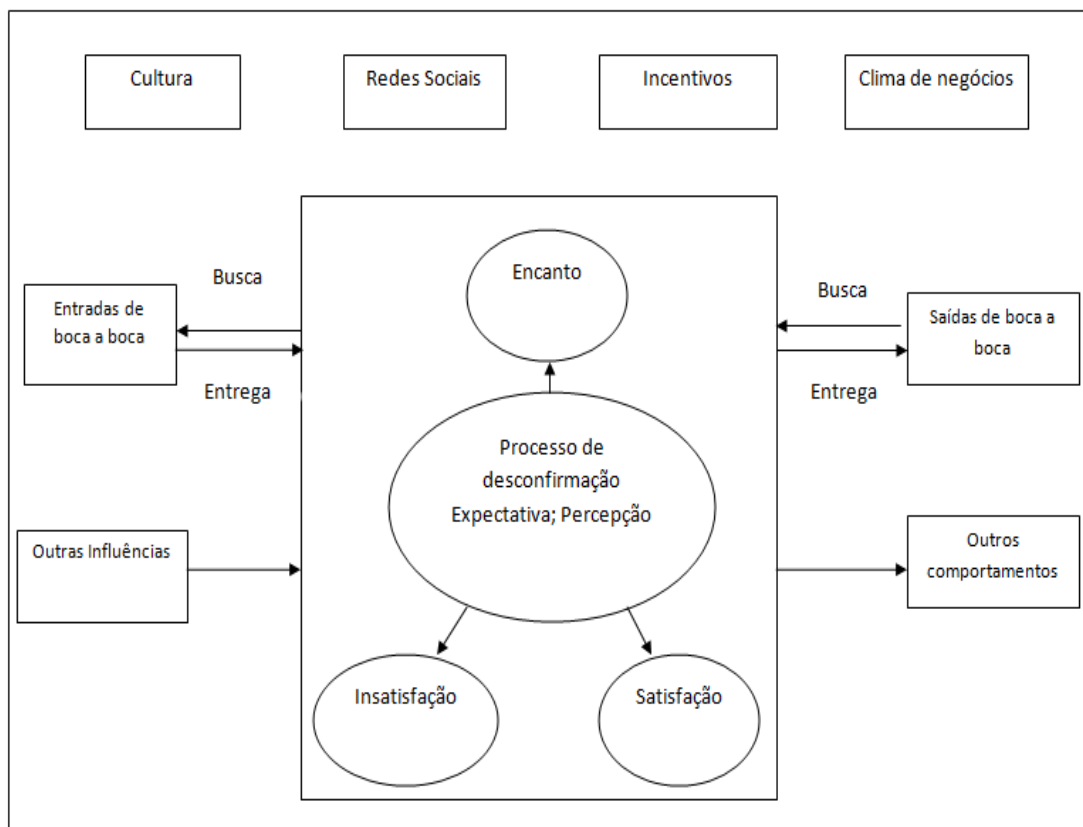 Cultura
Redes Sociais
Incentivos
Clima de negócios
Encanto
Busca
Entradas de
boca a boca
Entrega
Busca
Saídas de boca a
boca
Entrega
Processo de
desconfirmação
Expectativa; Percepção
Outras Influências
Outros
comportamentos
Insatisfação
Satisfação